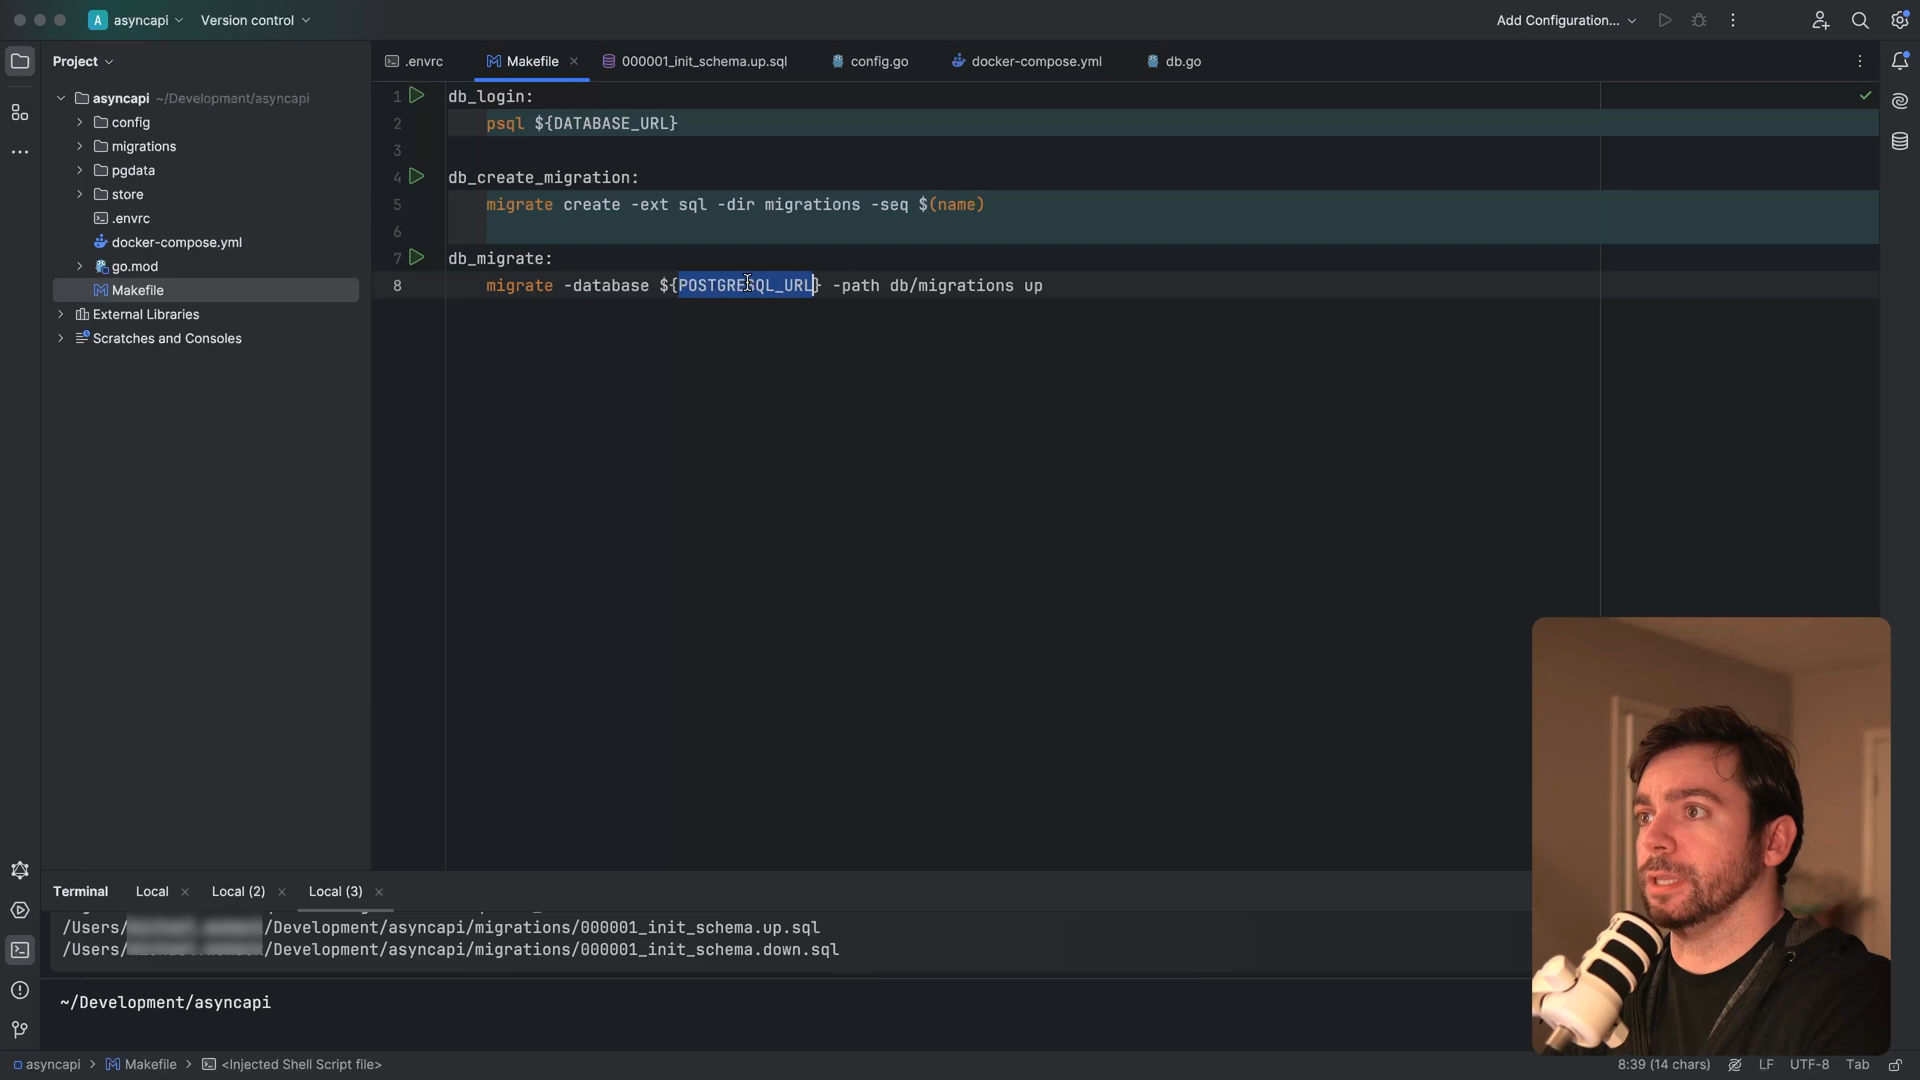 A asyncapi Version control Add Configuration...
Project
.envrc Makefile 000001_init_schema.up.sql config.go docker-compose.yml db.go
asyncapi ~/Development/asyncapi
config
migrations
pgdata
store
.envrc
docker-compose.yml
go.mod
Makefile
External Libraries
Scratches and Consoles
1 db_login:
2 psql ${DATABASE_URL}
3
4 db_create_migration:
5 migrate create -ext sql -dir migrations -seq $(name)
6
7 db_migrate:
8 migrate -database ${POSTGRESQL_URL} -path db/migrations up
Terminal Local Local (2) Local (3)
/Users/ /Development/asyncapi/migrations/000001_init_schema.up.sql
/Users/ /Development/asyncapi/migrations/000001_init_schema.down.sql
~/Development/asyncapi
asyncapi > Makefile > <Injected Shell Script file> 8:39 (14 chars) LF UTF-8 Tab